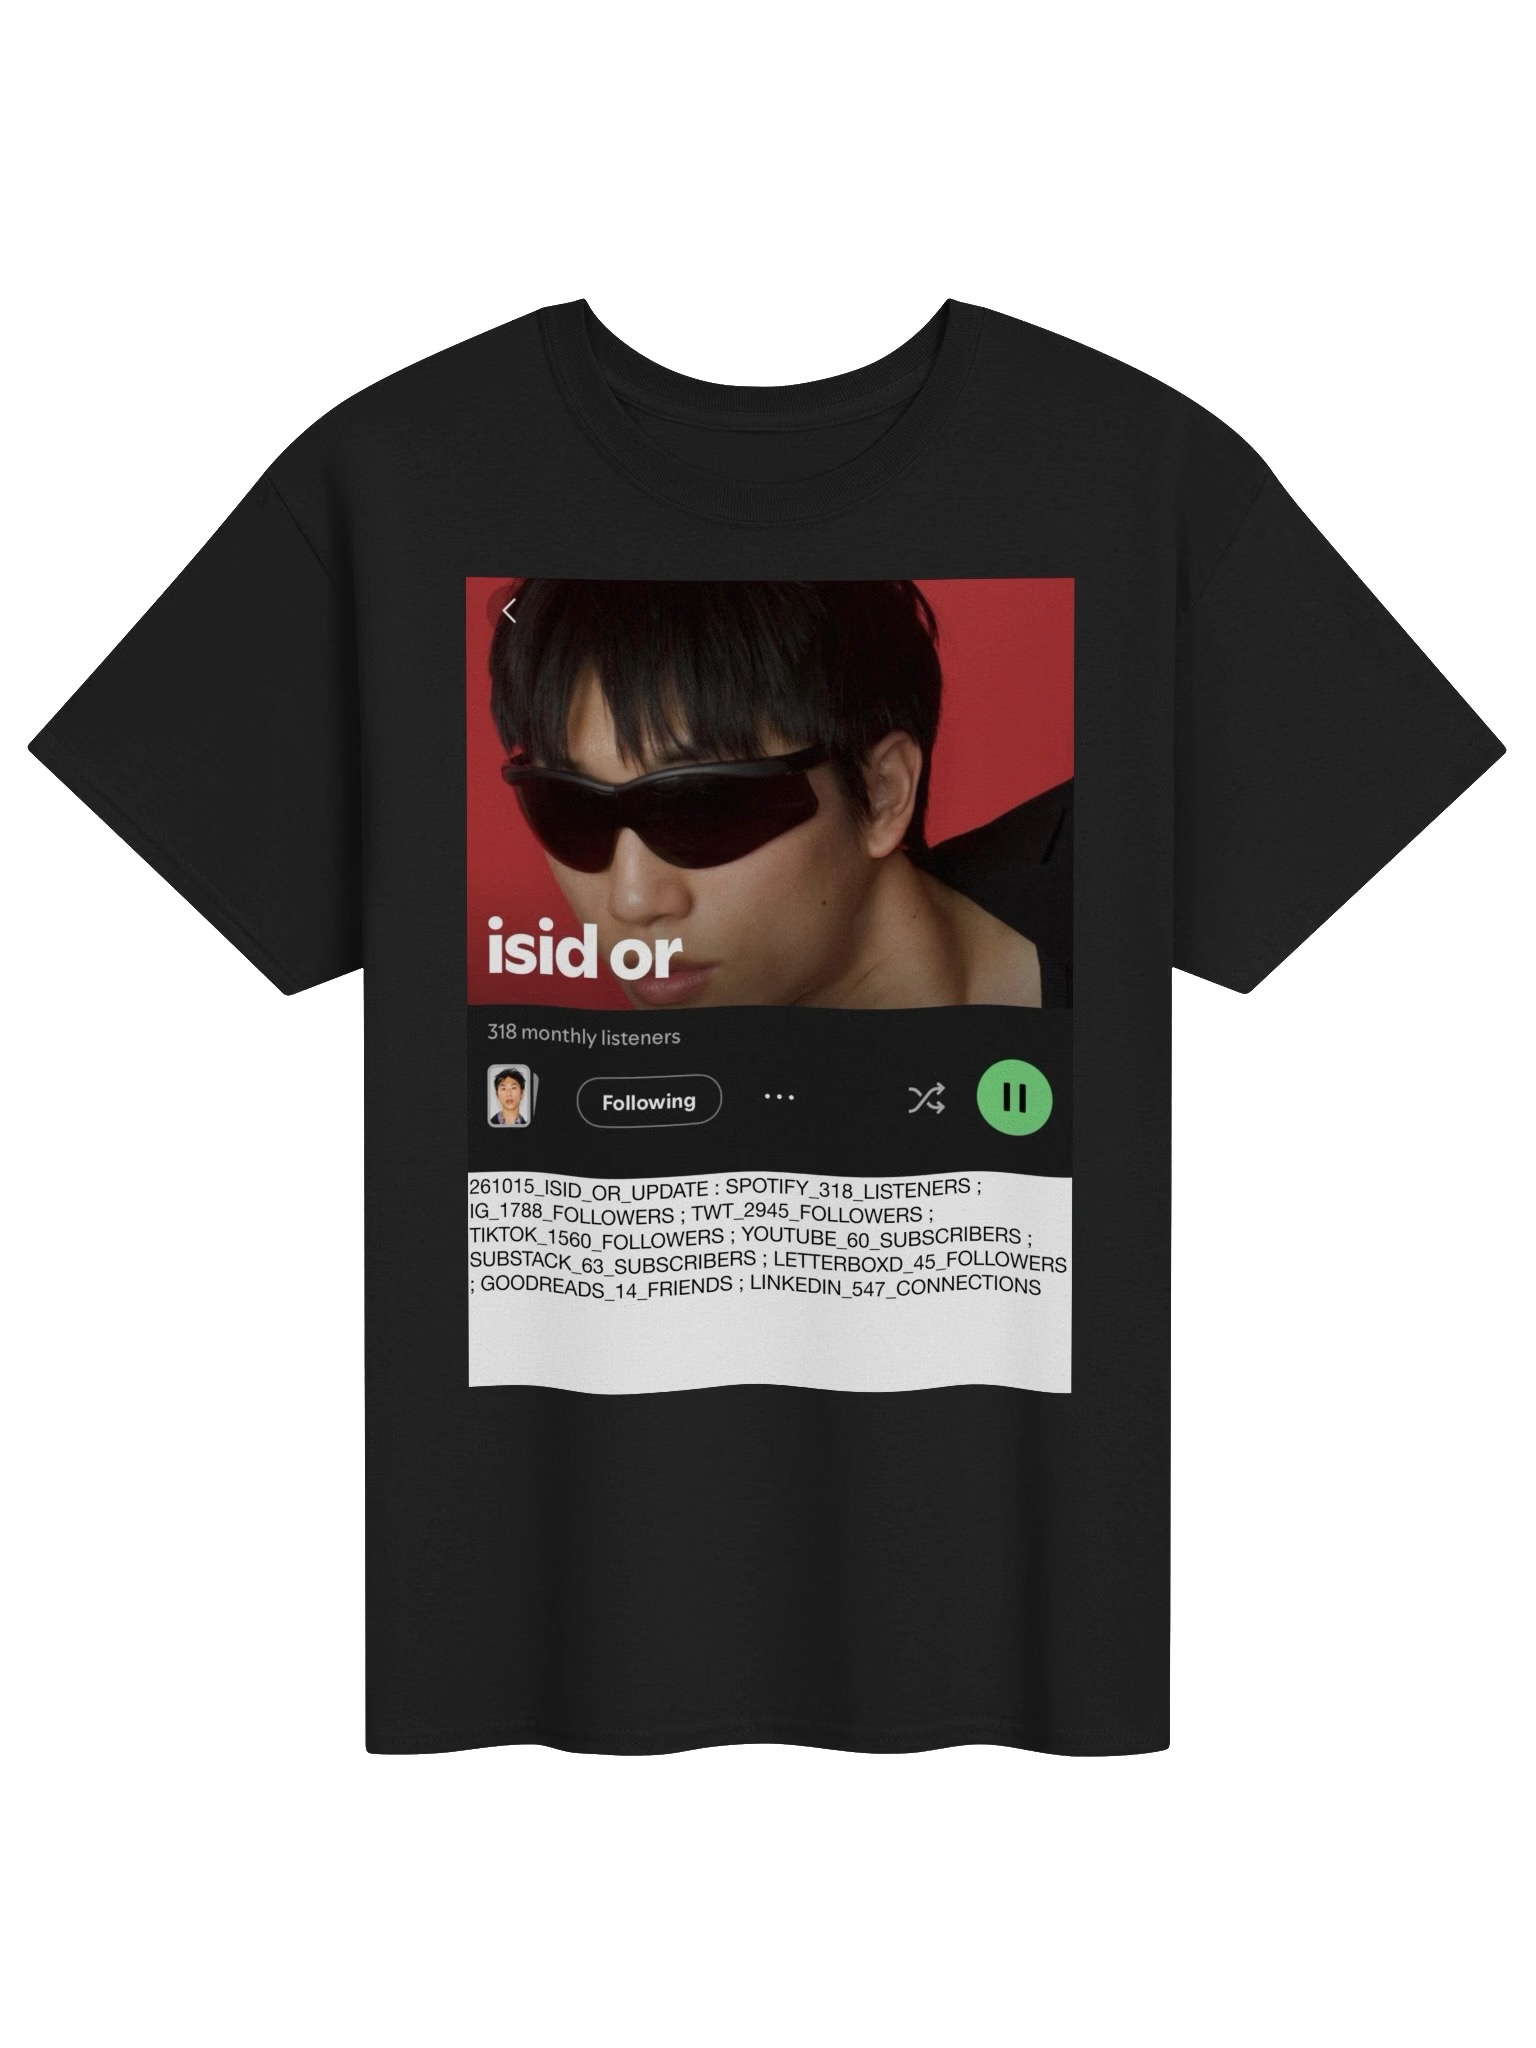 isid or
318 monthly listeners
Following
261015_ISID_OR_UPDATE : SPOTIFY_318_LISTENERS ;
IG_1788_FOLLOWERS ; TWT_2945_FOLLOWERS ;
TIKTOK_1560_FOLLOWERS ; YOUTUBE_60_SUBSCRIBERS ;
SUBSTACK_63_SUBSCRIBERS ; LETTERBOXD_45_FOLLOWERS
; GOODREADS_14_FRIENDS ; LINKEDIN_547_CONNECTIONS